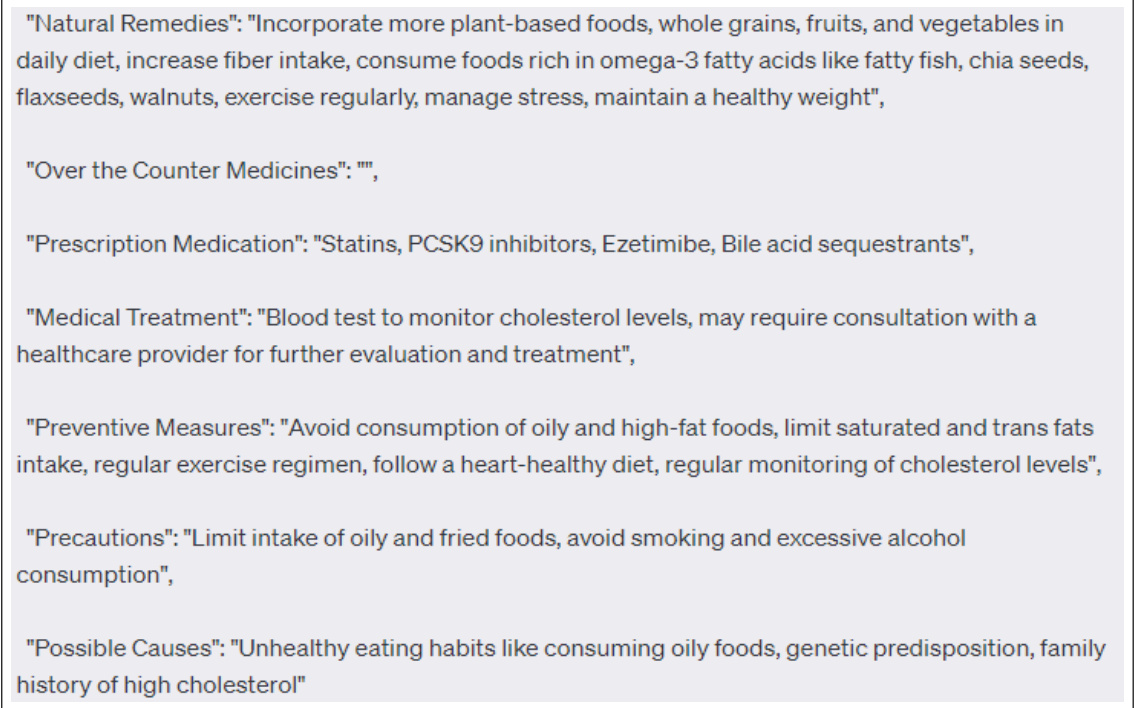 "Natural Remedies": "Incorporate more plant-based foods, whole grains, fruits, and vegetables in
daily diet, increase fiber intake, consume foods rich in omega-3 fatty acids like fatty fish, chia seeds,
flaxseeds, walnuts, exercise regularly, manage stress, maintain a healthy weight",
"Over the Counter Medicines": "",
"Prescription Medication": "Statins, PCSK9 inhibitors, Ezetimibe, Bile acid sequestrants",
"Medical Treatment": "Blood test to monitor cholesterol levels, may require consultation with a
healthcare provider for further evaluation and treatment",
"Preventive Measures": "Avoid consumption of oily and high-fat foods, limit saturated and trans fats
intake, regular exercise regimen, follow a heart-healthy diet, regular monitoring of cholesterol levels",
"Precautions": "Limit intake of oily and fried foods, avoid smoking and excessive alcohol
consumption",
"Possible Causes": "Unhealthy eating habits like consuming oily foods, genetic predisposition, family
history of high cholesterol"